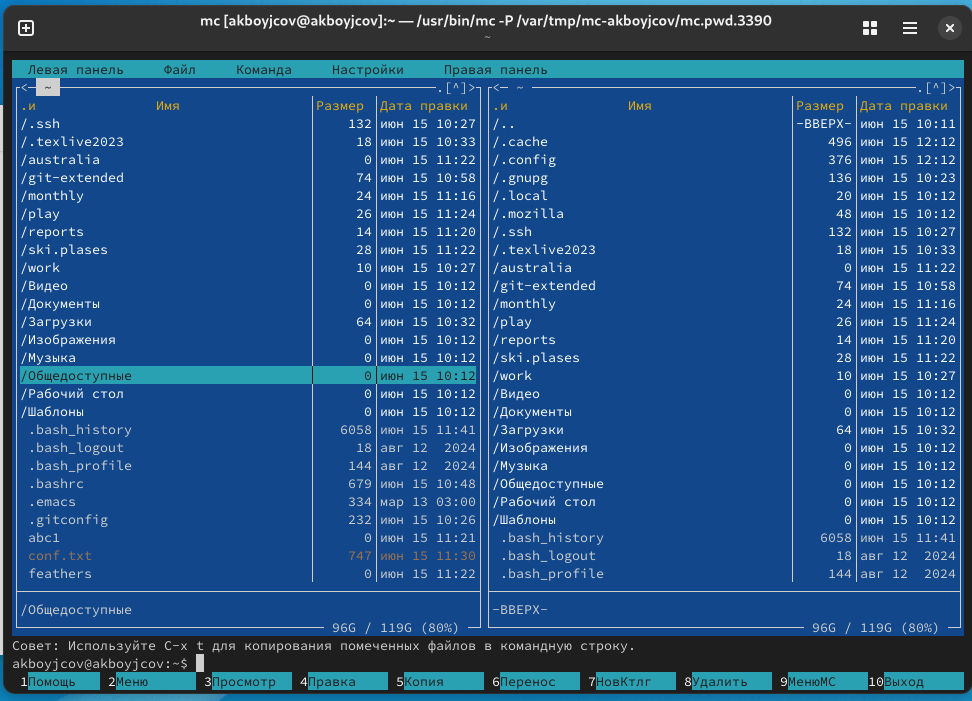 mc [akboyjcov@akboyjcov]:~ — /usr/bin/mc -P /var/tmp/mc-akboyjcov/mc.pwd.3390
~
Левая панель Файл Команда Настройки Правая панель
<─ ~ .[^]>
.и Имя Размер Дата правки
/.ssh 132 июн 15 10:27
/.texlive2023 18 июн 15 10:33
/australia 0 июн 15 11:22
/git-extended 74 июн 15 10:58
/monthly 24 июн 15 11:16
/play 26 июн 15 11:24
/reports 14 июн 15 11:20
/ski.plases 28 июн 15 11:22
/work 10 июн 15 10:27
/Видео 0 июн 15 10:12
/Документы 0 июн 15 10:12
/Загрузки 64 июн 15 10:32
/Изображения 0 июн 15 10:12
/Музыка 0 июн 15 10:12
/Общедоступные 0 июн 15 10:12
/Рабочий стол 0 июн 15 10:12
/Шаблоны 0 июн 15 10:12
.bash_history 6058 июн 15 11:41
.bash_logout 18 авг 12 2024
.bash_profile 144 авг 12 2024
.bashrc 679 июн 15 10:48
.emacs 334 мар 13 03:00
.gitconfig 232 июн 15 10:26
abc1 0 июн 15 11:21
conf.txt 747 июн 15 11:30
feathers 0 июн 15 11:22
/Общедоступные
96G / 119G (80%)
<─ ~ .[^]>
.и Имя Размер Дата правки
/.. -ВВЕРХ- июн 15 10:11
/.cache 496 июн 15 12:12
/.config 376 июн 15 12:12
/.gnupg 136 июн 15 10:23
/.local 20 июн 15 10:12
/.mozilla 48 июн 15 10:12
/.ssh 132 июн 15 10:27
/.texlive2023 18 июн 15 10:33
/australia 0 июн 15 11:22
/git-extended 74 июн 15 10:58
/monthly 24 июн 15 11:16
/play 26 июн 15 11:24
/reports 14 июн 15 11:20
/ski.plases 28 июн 15 11:22
/work 10 июн 15 10:27
/Видео 0 июн 15 10:12
/Документы 0 июн 15 10:12
/Загрузки 64 июн 15 10:32
/Изображения 0 июн 15 10:12
/Музыка 0 июн 15 10:12
/Общедоступные 0 июн 15 10:12
/Рабочий стол 0 июн 15 10:12
/Шаблоны 0 июн 15 10:12
.bash_history 6058 июн 15 11:41
.bash_logout 18 авг 12 2024
.bash_profile 144 авг 12 2024
-ВВЕРХ-
96G / 119G (80%)
Совет: Используйте C-x t для копирования помеченных файлов в командную строку.
akboyjcov@akboyjcov:~$
1Помощь 2Меню 3Просмотр 4Правка 5Копия 6Перенос 7НовКтлг 8Удалить 9МенюMC 10Выход